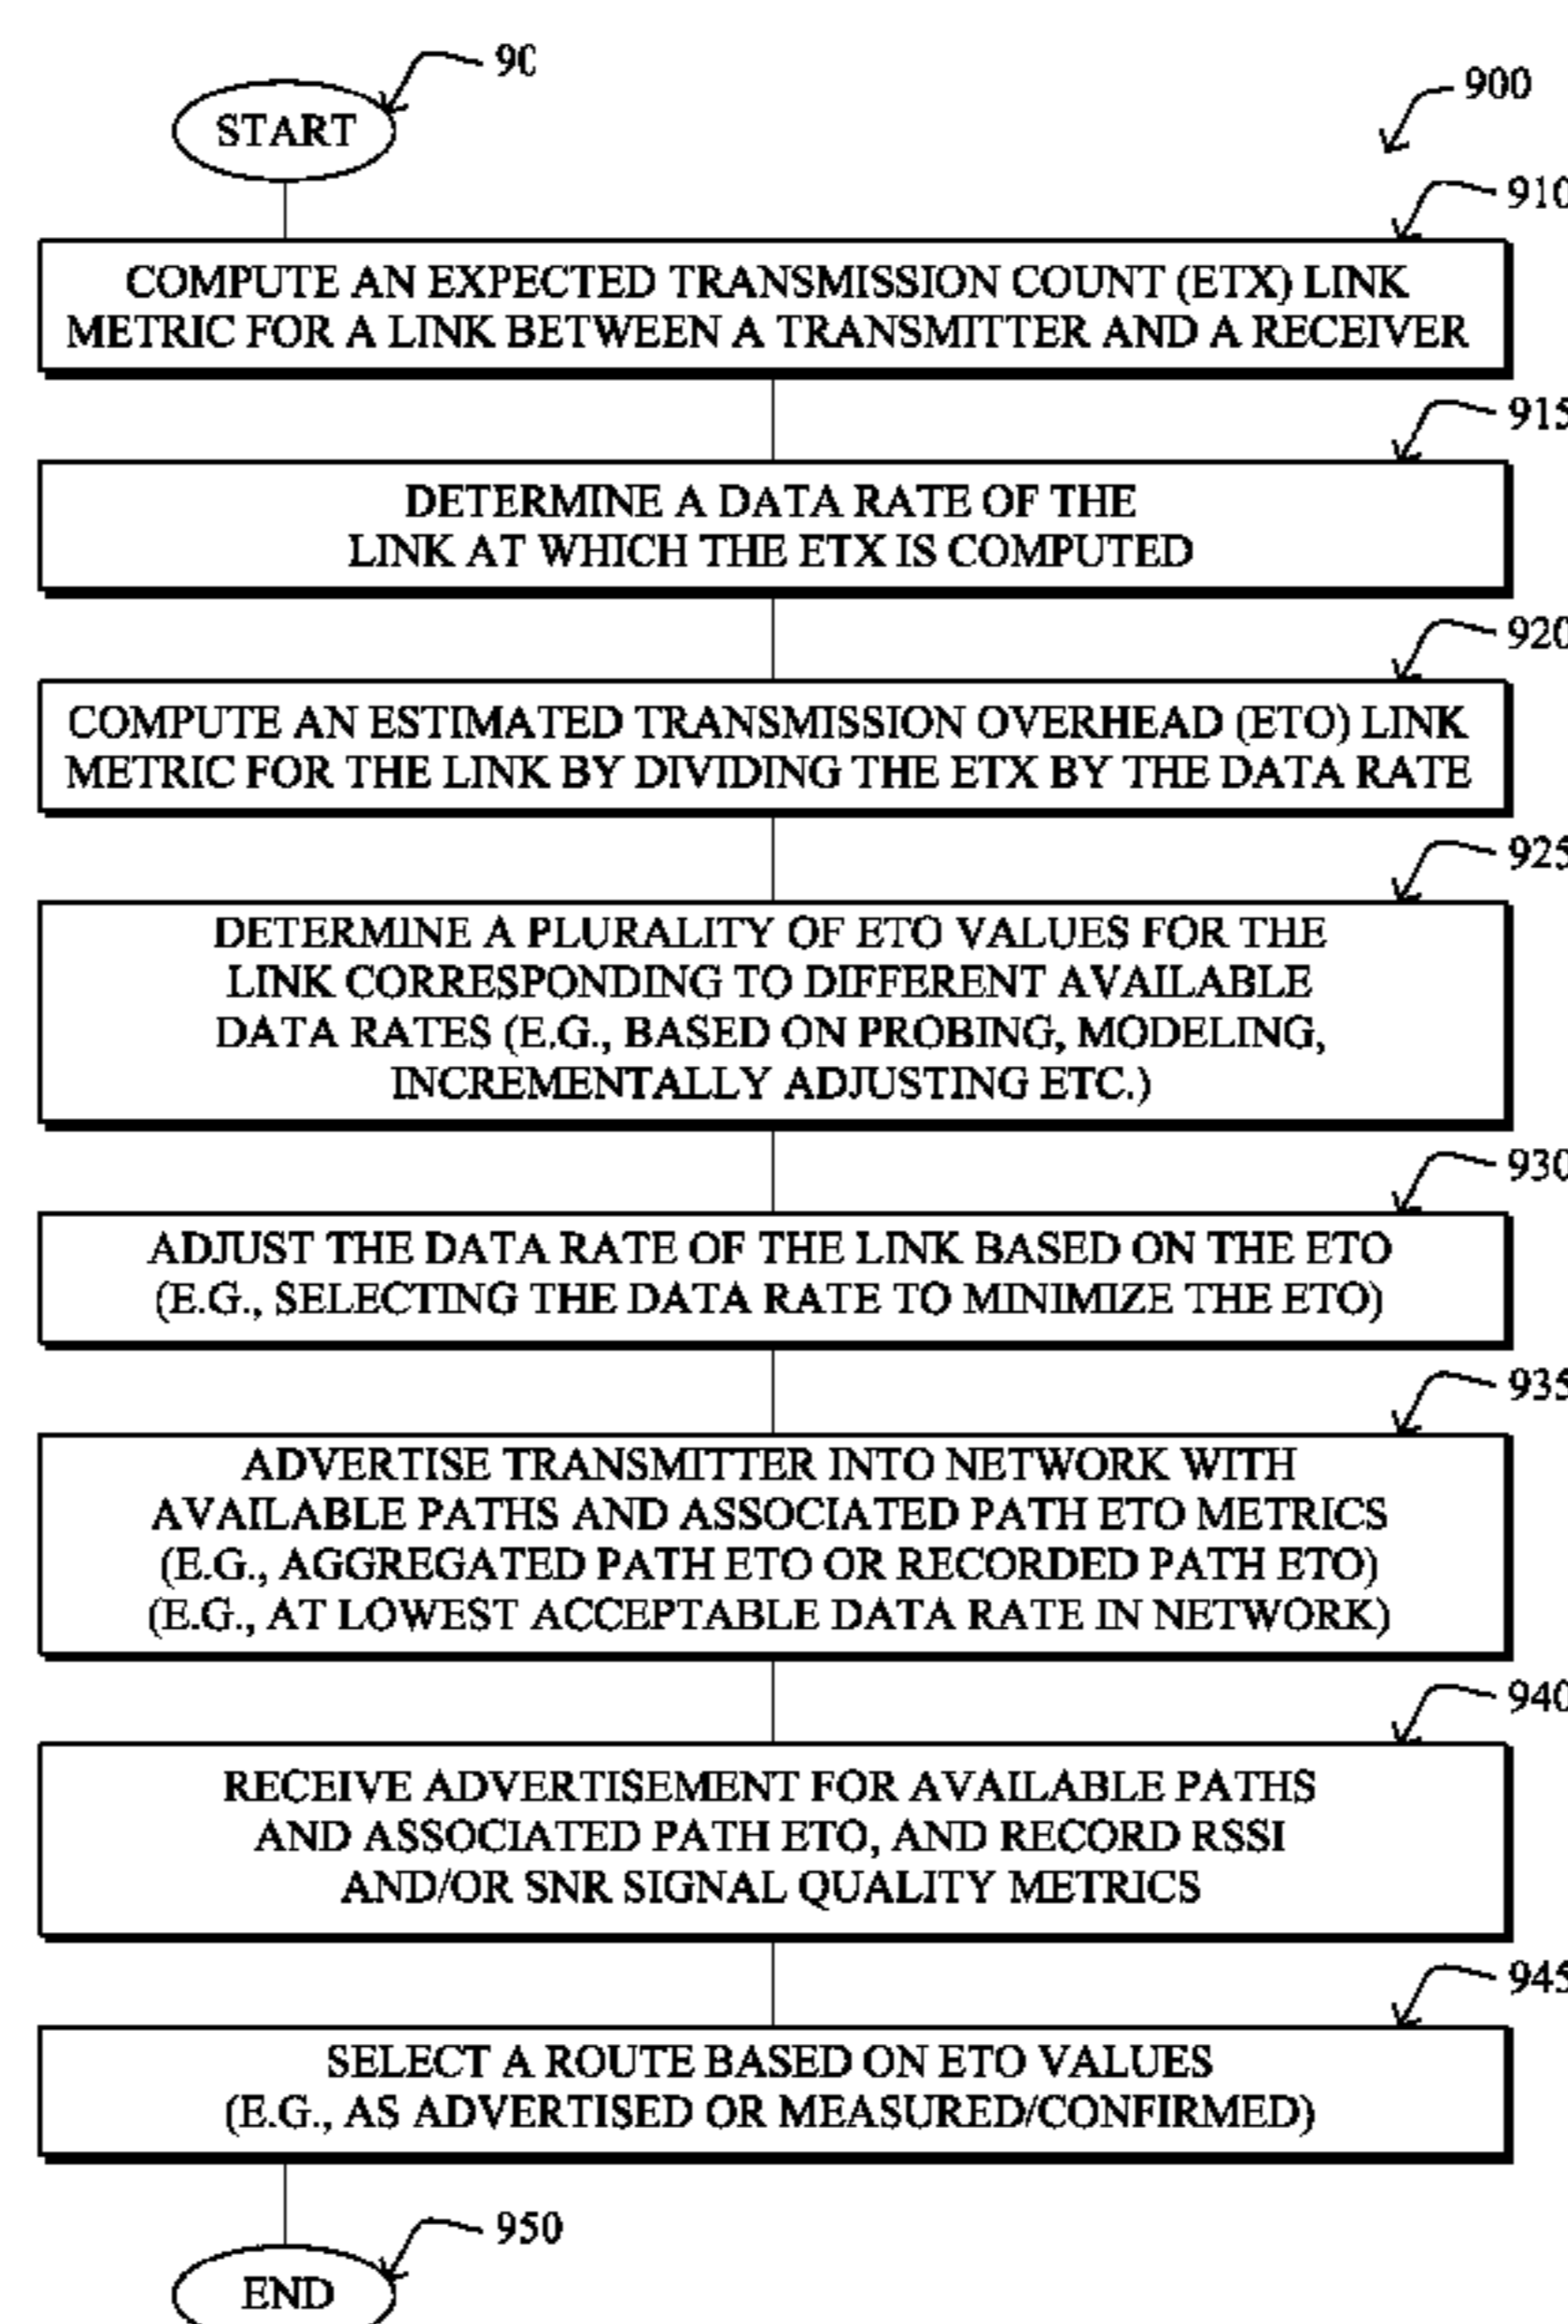 90
START
900
910
COMPUTE AN EXPECTED TRANSMISSION COUNT (ETX) LINK
METRIC FOR A LINK BETWEEN A TRANSMITTER AND A RECEIVER
915
DETERMINE A DATA RATE OF THE
LINK AT WHICH THE ETX IS COMPUTED
920
COMPUTE AN ESTIMATED TRANSMISSION OVERHEAD (ETO) LINK
METRIC FOR THE LINK BY DIVIDING THE ETX BY THE DATA RATE
925
DETERMINE A PLURALITY OF ETO VALUES FOR THE
LINK CORRESPONDING TO DIFFERENT AVAILABLE
DATA RATES (E.G., BASED ON PROBING, MODELING,
INCREMENTALLY ADJUSTING ETC.)
930
ADJUST THE DATA RATE OF THE LINK BASED ON THE ETO
(E.G., SELECTING THE DATA RATE TO MINIMIZE THE ETO)
935
ADVERTISE TRANSMITTER INTO NETWORK WITH
AVAILABLE PATHS AND ASSOCIATED PATH ETO METRICS
(E.G., AGGREGATED PATH ETO OR RECORDED PATH ETO)
(E.G., AT LOWEST ACCEPTABLE DATA RATE IN NETWORK)
940
RECEIVE ADVERTISEMENT FOR AVAILABLE PATHS
AND ASSOCIATED PATH ETO, AND RECORD RSSI
AND/OR SNR SIGNAL QUALITY METRICS
945
SELECT A ROUTE BASED ON ETO VALUES
(E.G., AS ADVERTISED OR MEASURED/CONFIRMED)
950
END